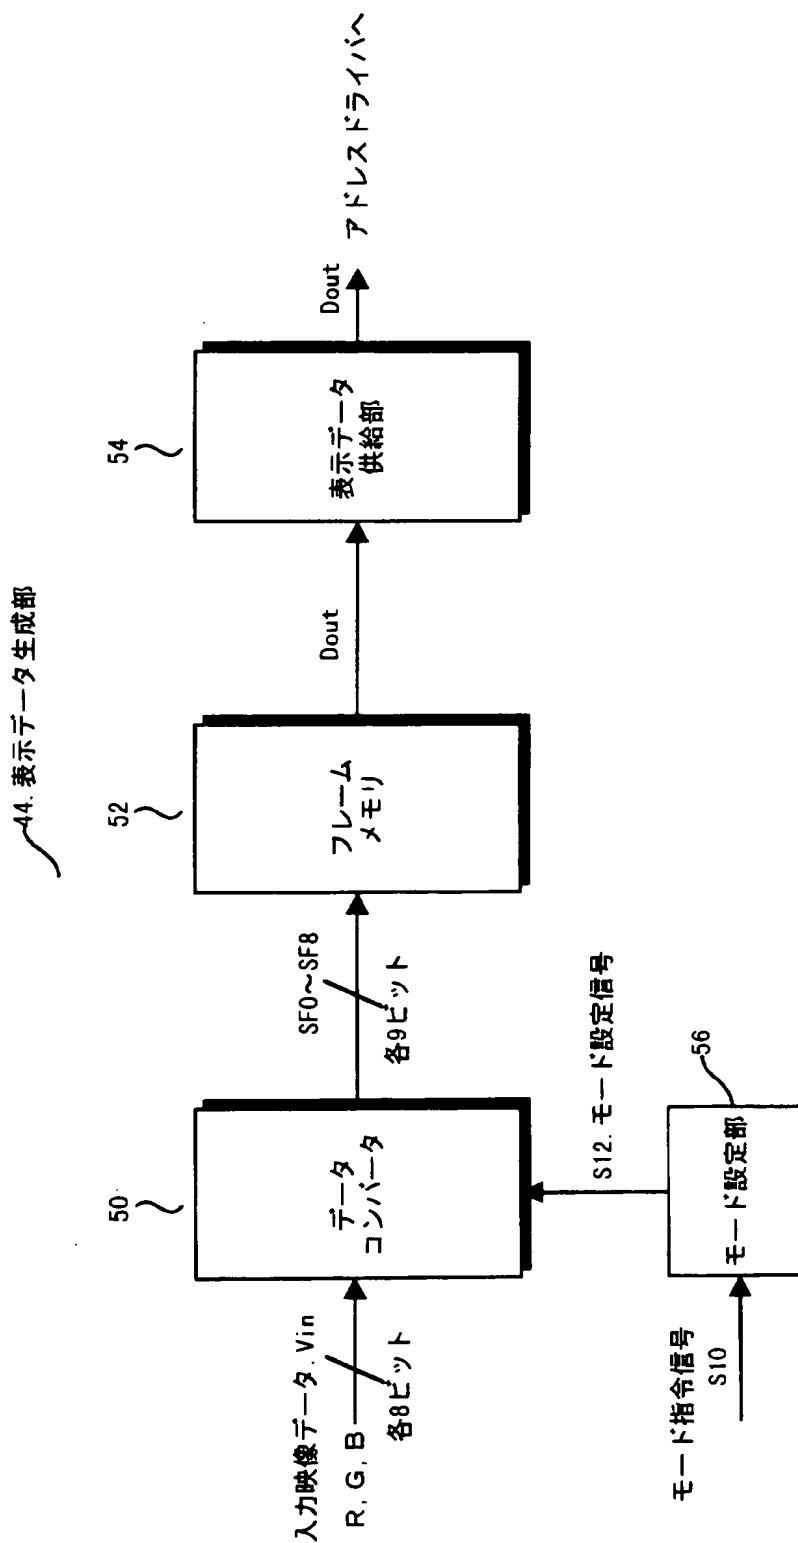 44.表示データ生成部
50
52
54
入力映像データ.Vin
R, G, B
各8ビット
データ
コンバータ
SF0〜SF8
各9ビット
フレーム
メモリ
Dout
表示データ
供給部
Dout
アドレスドライバへ
S12.モード設定信号
56
モード設定部
モード指令信号
S10